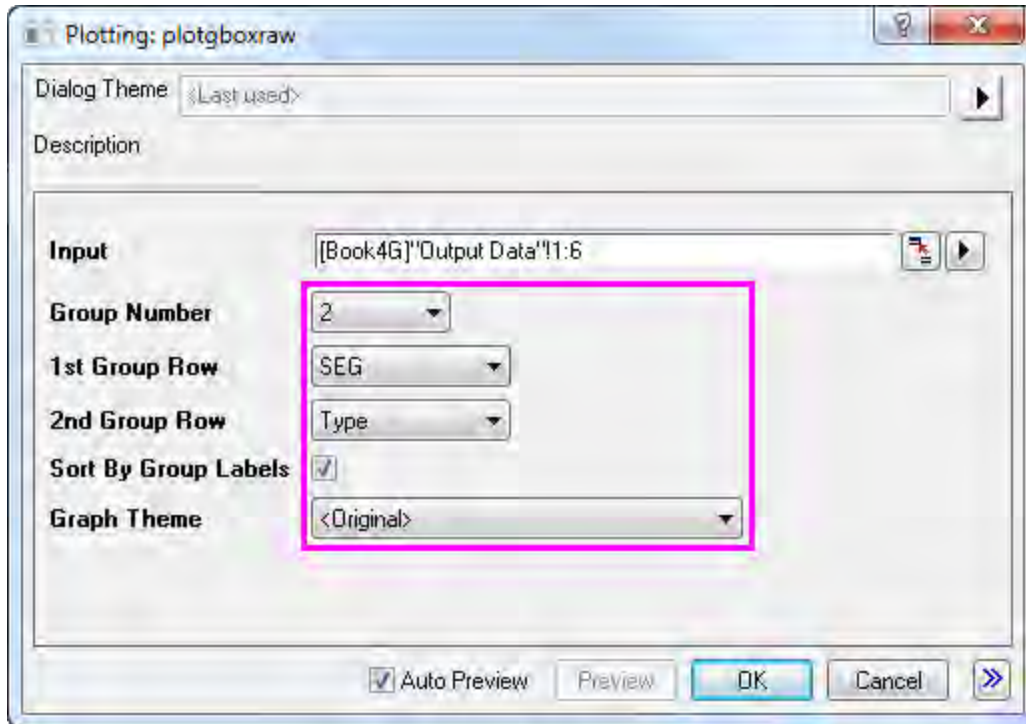 Plotting: plotgboxraw
Dialog Theme <Last used>
Description
Input [Book4G]"Output Data"!1:6
Group Number 2
1st Group Row SEG
2nd Group Row Type
Sort By Group Labels
Graph Theme <Original>
Auto Preview Preview OK Cancel